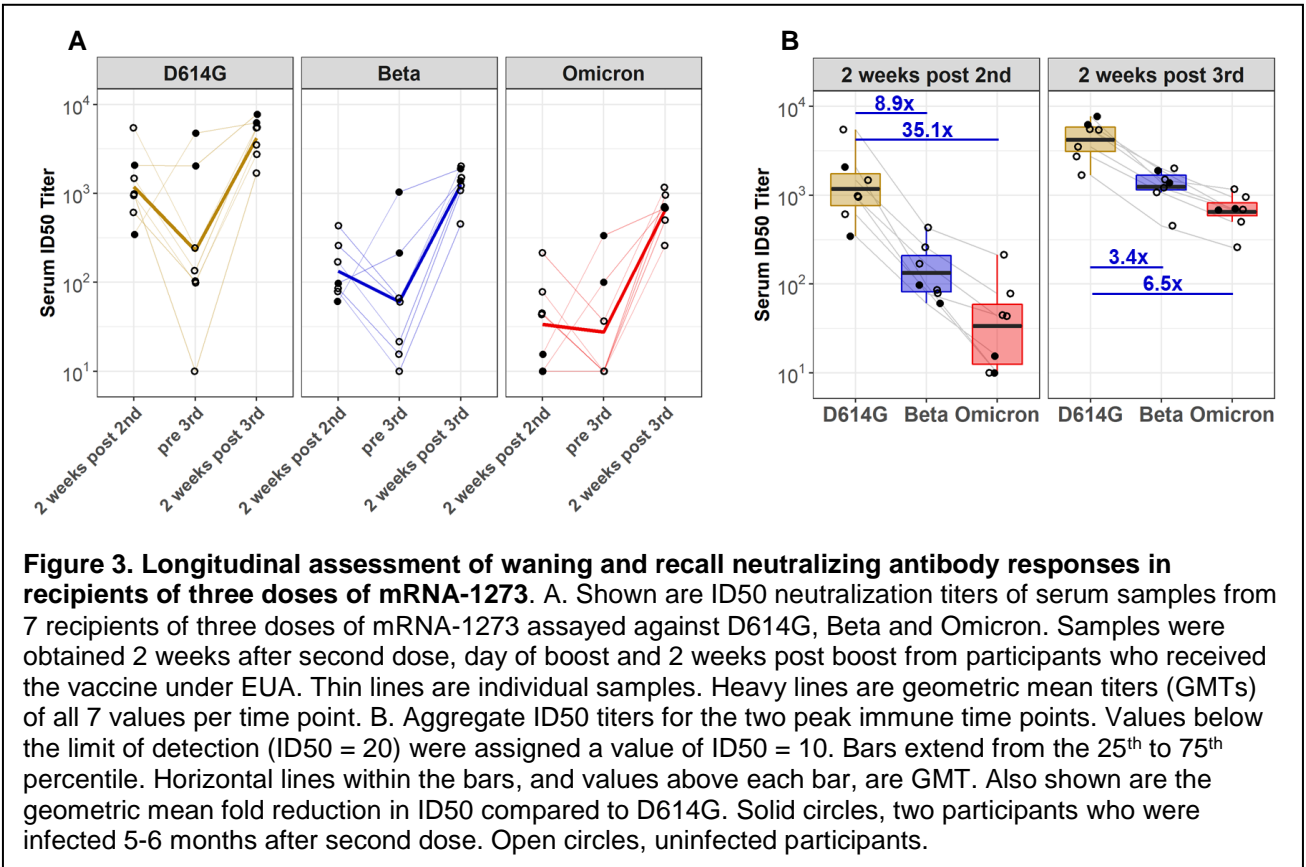 A
D614G
Beta
Omicron
Serum ID50 Titer
10⁴
10³
10²
10¹
2 weeks post 2nd
pre 3rd
2 weeks post 3rd
2 weeks post 2nd
pre 3rd
2 weeks post 3rd
2 weeks post 2nd
pre 3rd
2 weeks post 3rd
B
2 weeks post 2nd
2 weeks post 3rd
Serum ID50 Titer
10⁴
10³
10²
10¹
8.9x
35.1x
3.4x
6.5x
D614G Beta Omicron
D614G Beta Omicron
Figure 3. Longitudinal assessment of waning and recall neutralizing antibody responses in
recipients of three doses of mRNA-1273. A. Shown are ID50 neutralization titers of serum samples from
7 recipients of three doses of mRNA-1273 assayed against D614G, Beta and Omicron. Samples were
obtained 2 weeks after second dose, day of boost and 2 weeks post boost from participants who received
the vaccine under EUA. Thin lines are individual samples. Heavy lines are geometric mean titers (GMTs)
of all 7 values per time point. B. Aggregate ID50 titers for the two peak immune time points. Values below
the limit of detection (ID50 = 20) were assigned a value of ID50 = 10. Bars extend from the 25th to 75th
percentile. Horizontal lines within the bars, and values above each bar, are GMT. Also shown are the
geometric mean fold reduction in ID50 compared to D614G. Solid circles, two participants who were
infected 5-6 months after second dose. Open circles, uninfected participants.